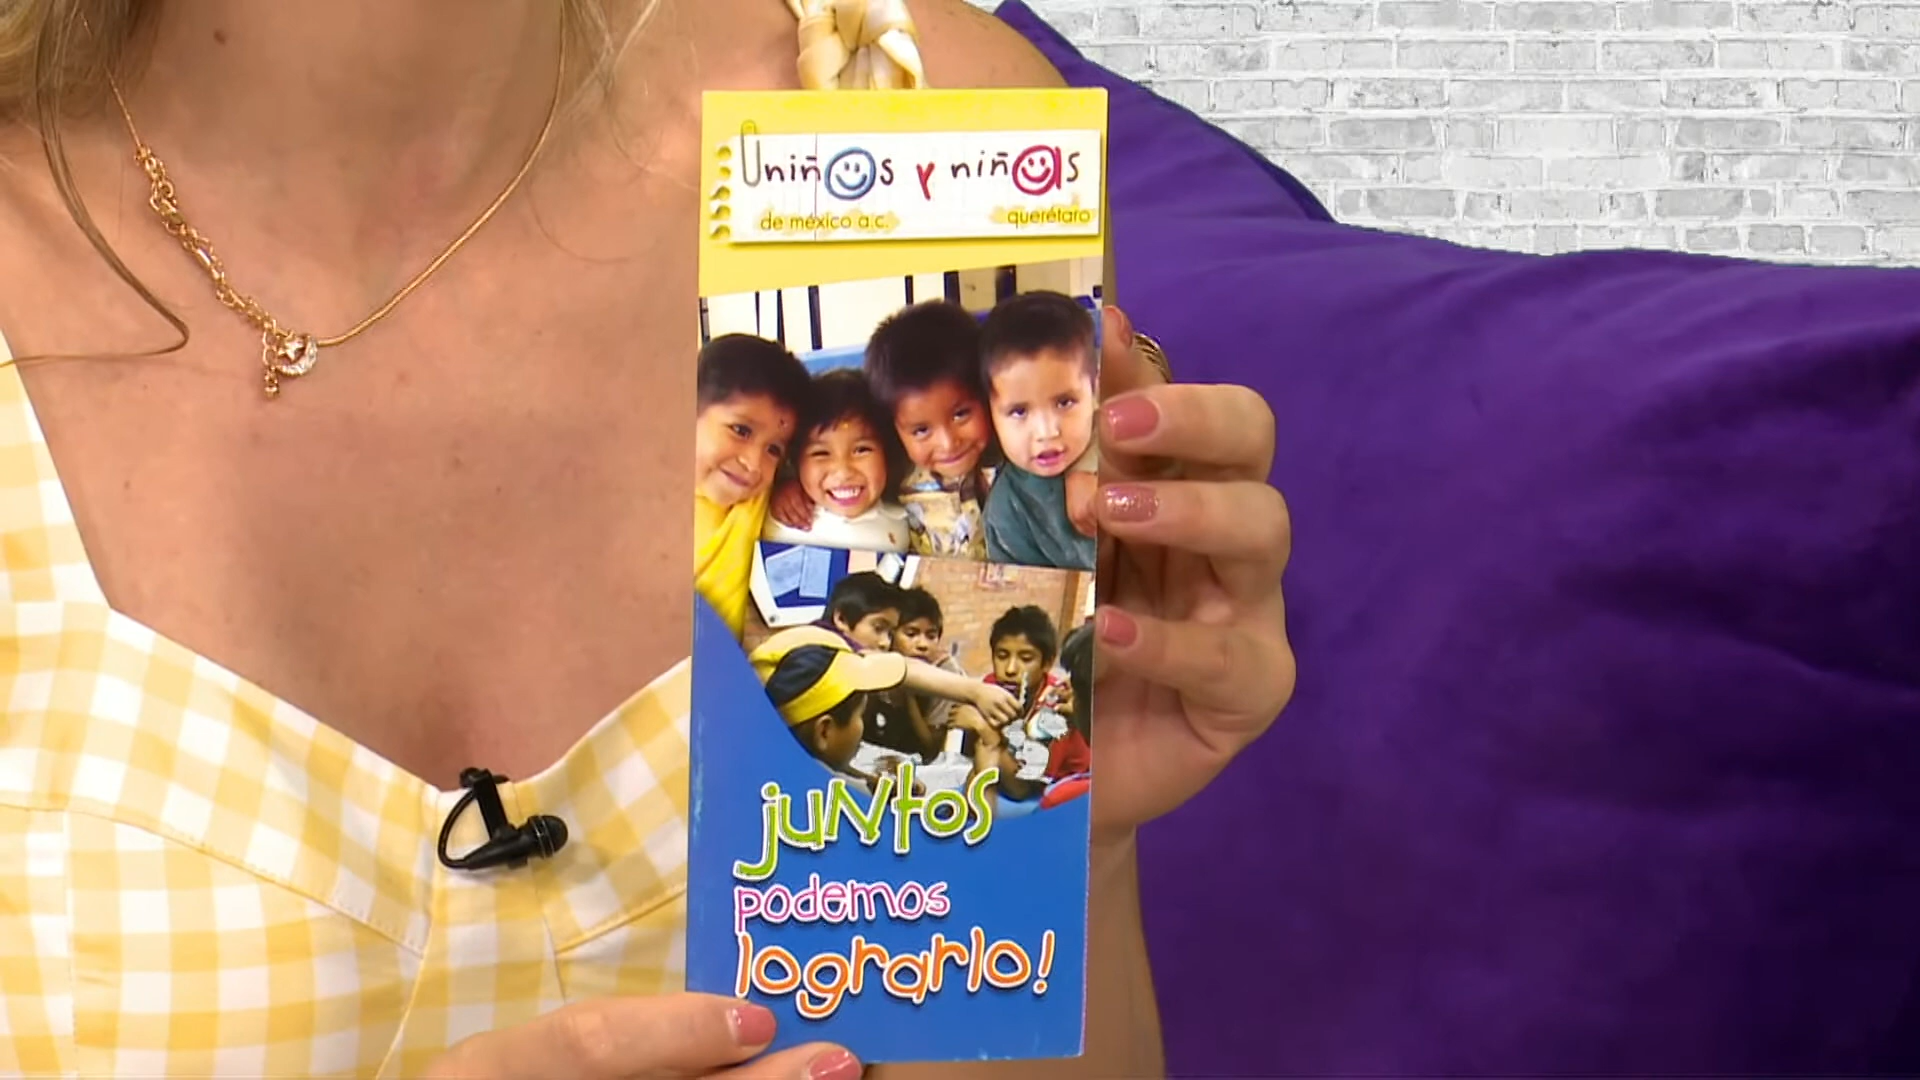 Uniños y niñas
de méxico a.c. querétaro
juntos
podemos
lograrlo!